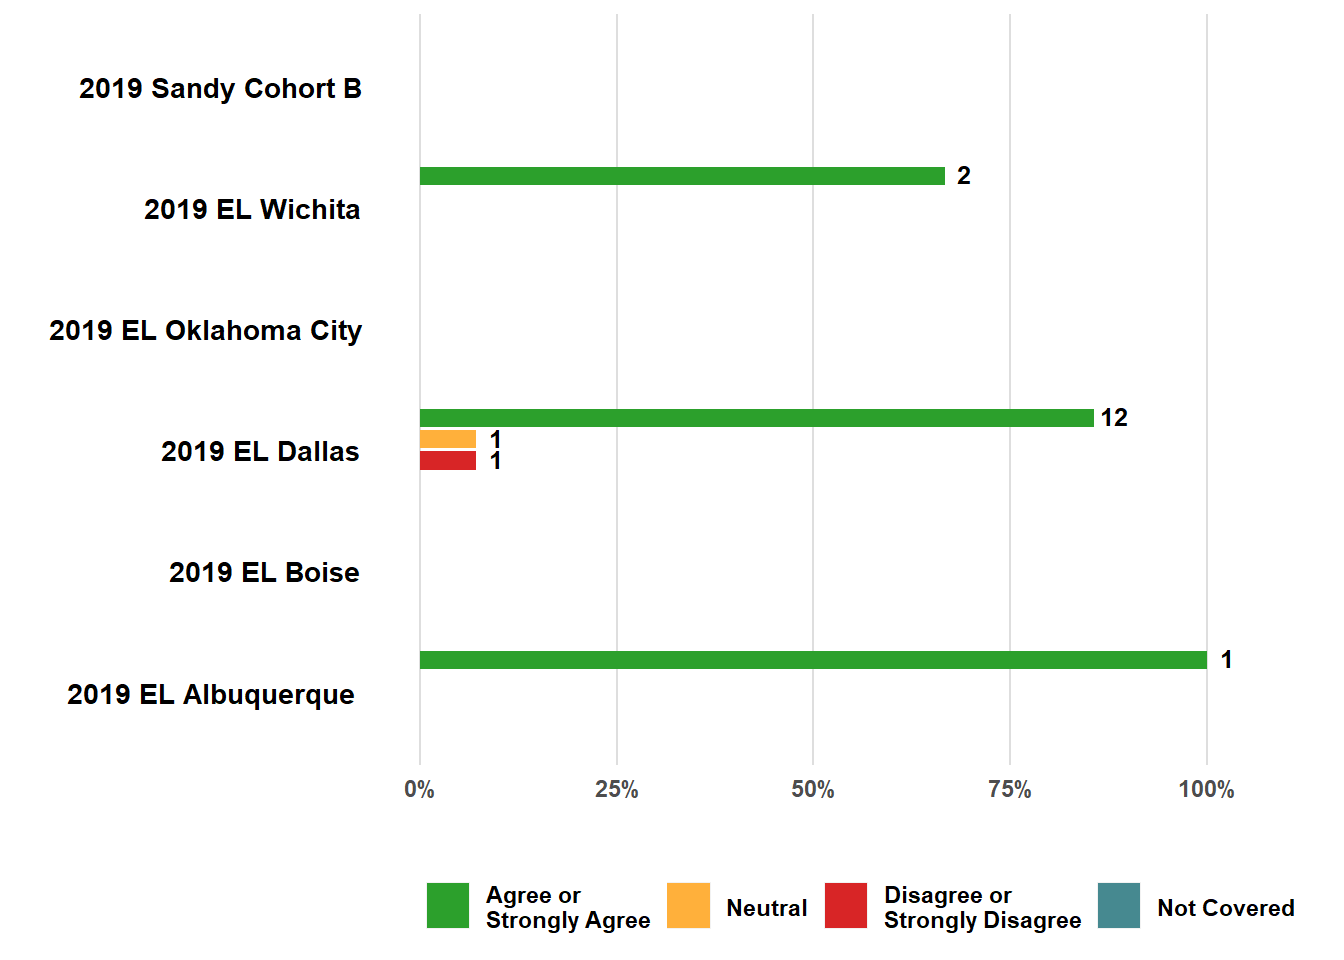 2019 Sandy Cohort B
2
2019 EL Wichita
2019 EL Oklahoma City
12
1
2019 EL Dallas
1
2019 EL Boise
1
2019 EL Albuquerque
0% 25% 50% 75% 100%
Agree or
Strongly Agree
Neutral
Disagree or
Strongly Disagree
Not Covered